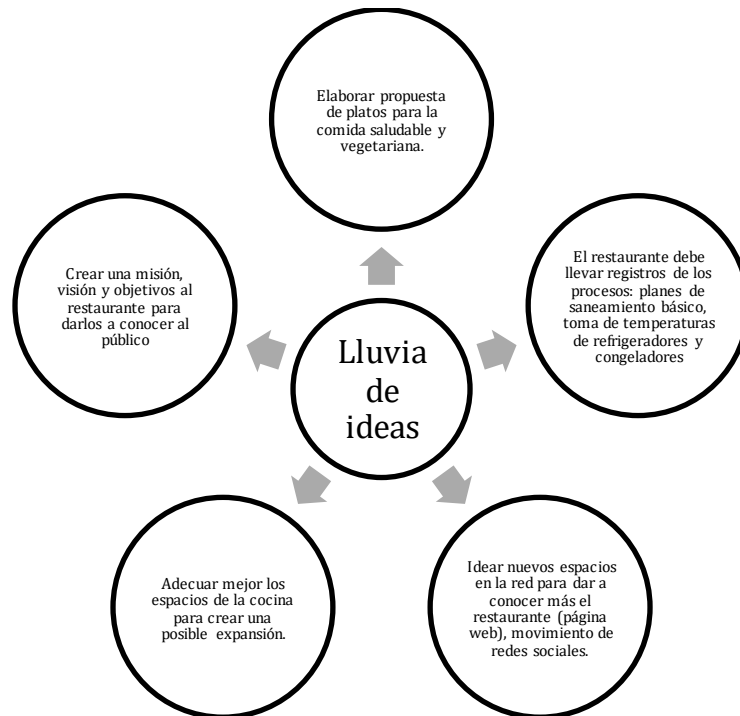 Elaborar propuesta
de platos para la
comida saludable y
vegetariana.
Crear una misión,
visión y objetivos al
restaurante para
darlos a conocer al
público
El restaurante debe
llevar registros de los
procesos: planes de
saneamiento básico,
toma de temperaturas
de refrigeradores y
congeladores
Lluvia
de
ideas
Adecuar mejor los
espacios de la cocina
para crear una
posible expansión.
Idear nuevos espacios
en la red para dar a
conocer más el
restaurante (página
web), movimiento de
redes sociales.